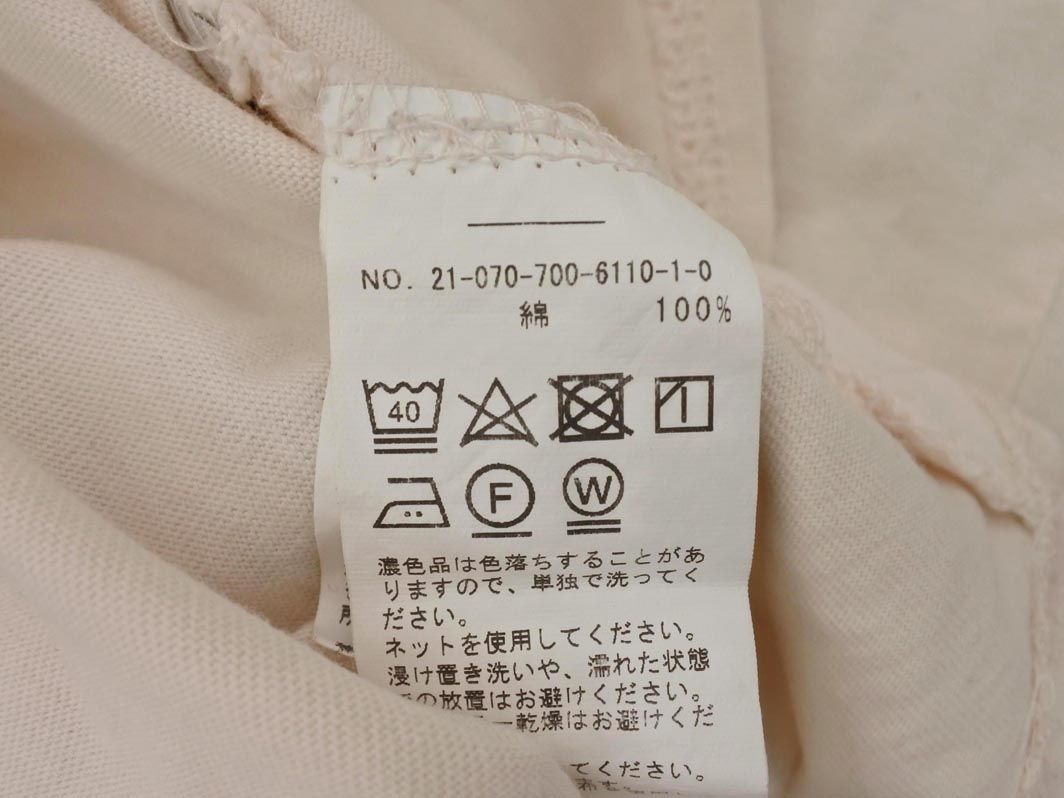 NO. 21-070-700-6110-1-0
綿 100%
40
F W
濃色品は色落ちすることがあ
りますので、単独で洗ってく
ださい。
ネットを使用してください。
浸け置き洗いや、濡れた状態
の放置はお避けください。
ー乾燥はお避けくだ
てください。